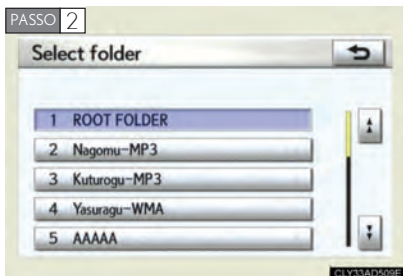 PASSO 2
Select folder
1 ROOT FOLDER
2 Nagomu-MP3
3 Kuturogu-MP3
4 Yasuragu-WMA
5 AAAAA
CLY33AD509E